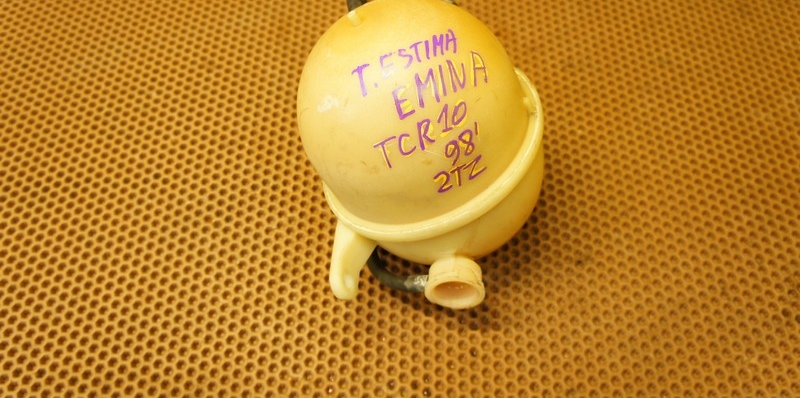 T.ESTIMA
EMINA
TCR10
98'
2TZ